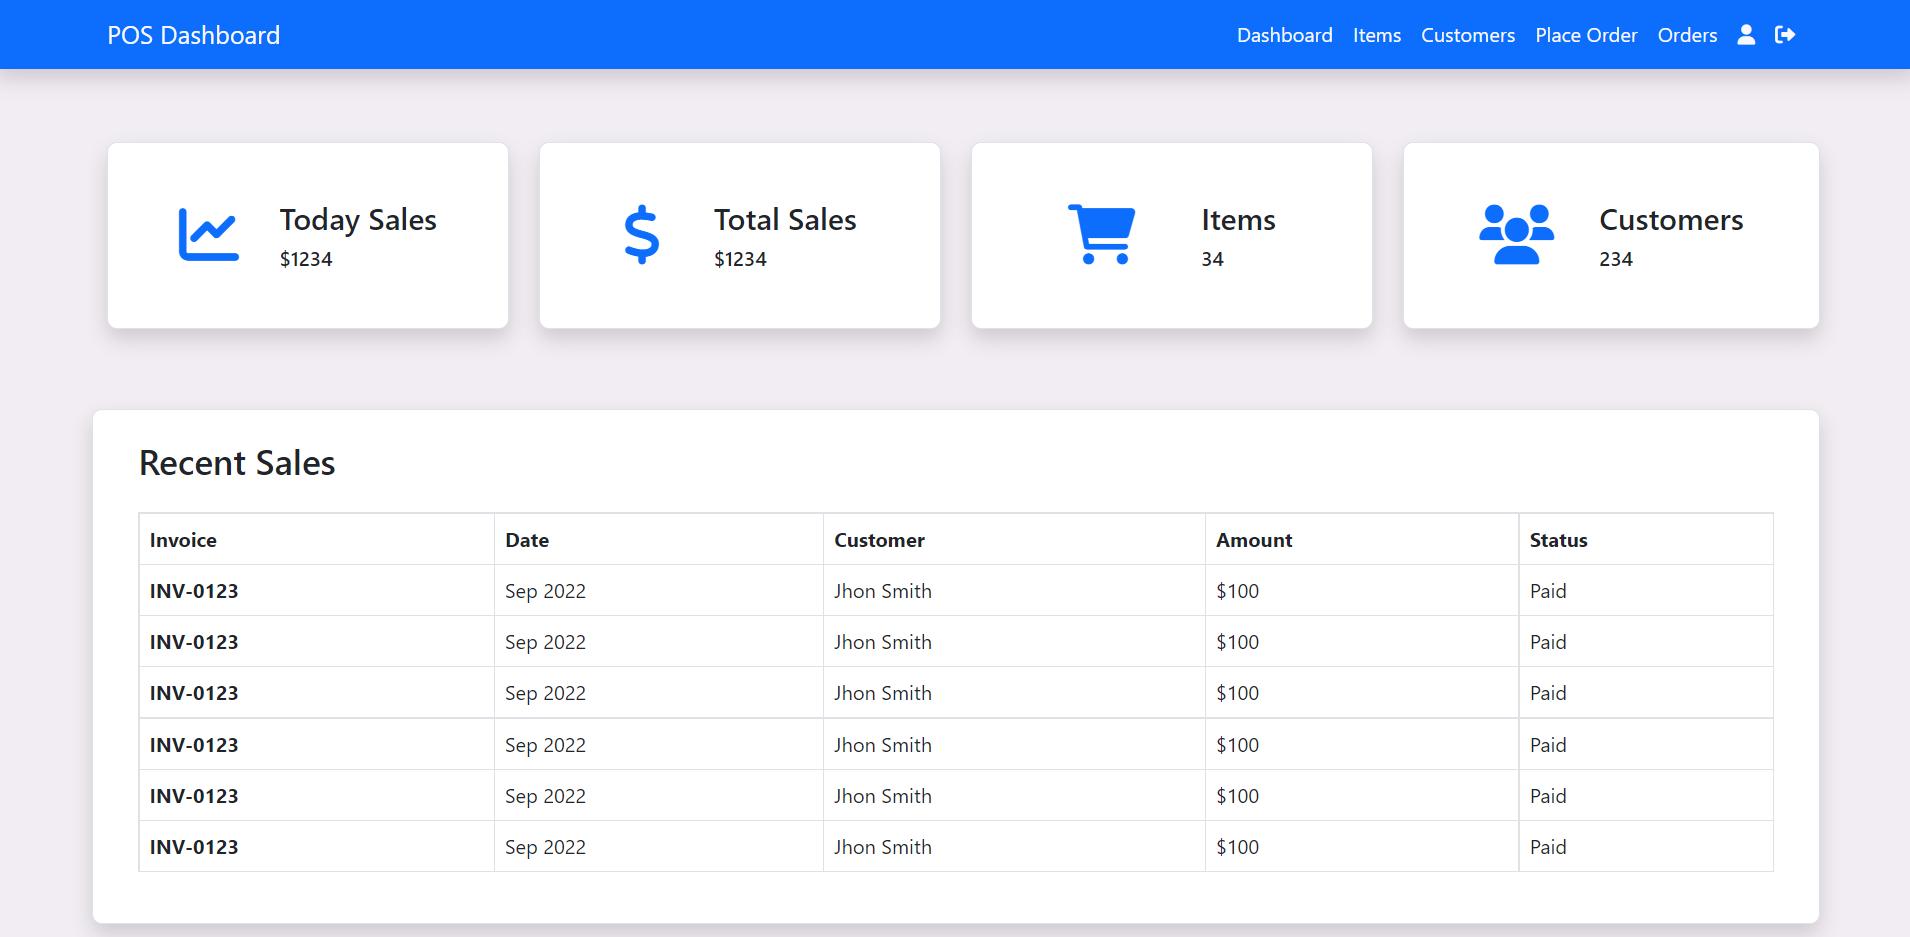 POS Dashboard Dashboard Items Customers Place Order Orders
Today Sales
$1234
Total Sales
$1234
Items
34
Customers
234
Recent Sales
Invoice Date Customer Amount Status
INV-0123 Sep 2022 Jhon Smith $100 Paid
INV-0123 Sep 2022 Jhon Smith $100 Paid
INV-0123 Sep 2022 Jhon Smith $100 Paid
INV-0123 Sep 2022 Jhon Smith $100 Paid
INV-0123 Sep 2022 Jhon Smith $100 Paid
INV-0123 Sep 2022 Jhon Smith $100 Paid